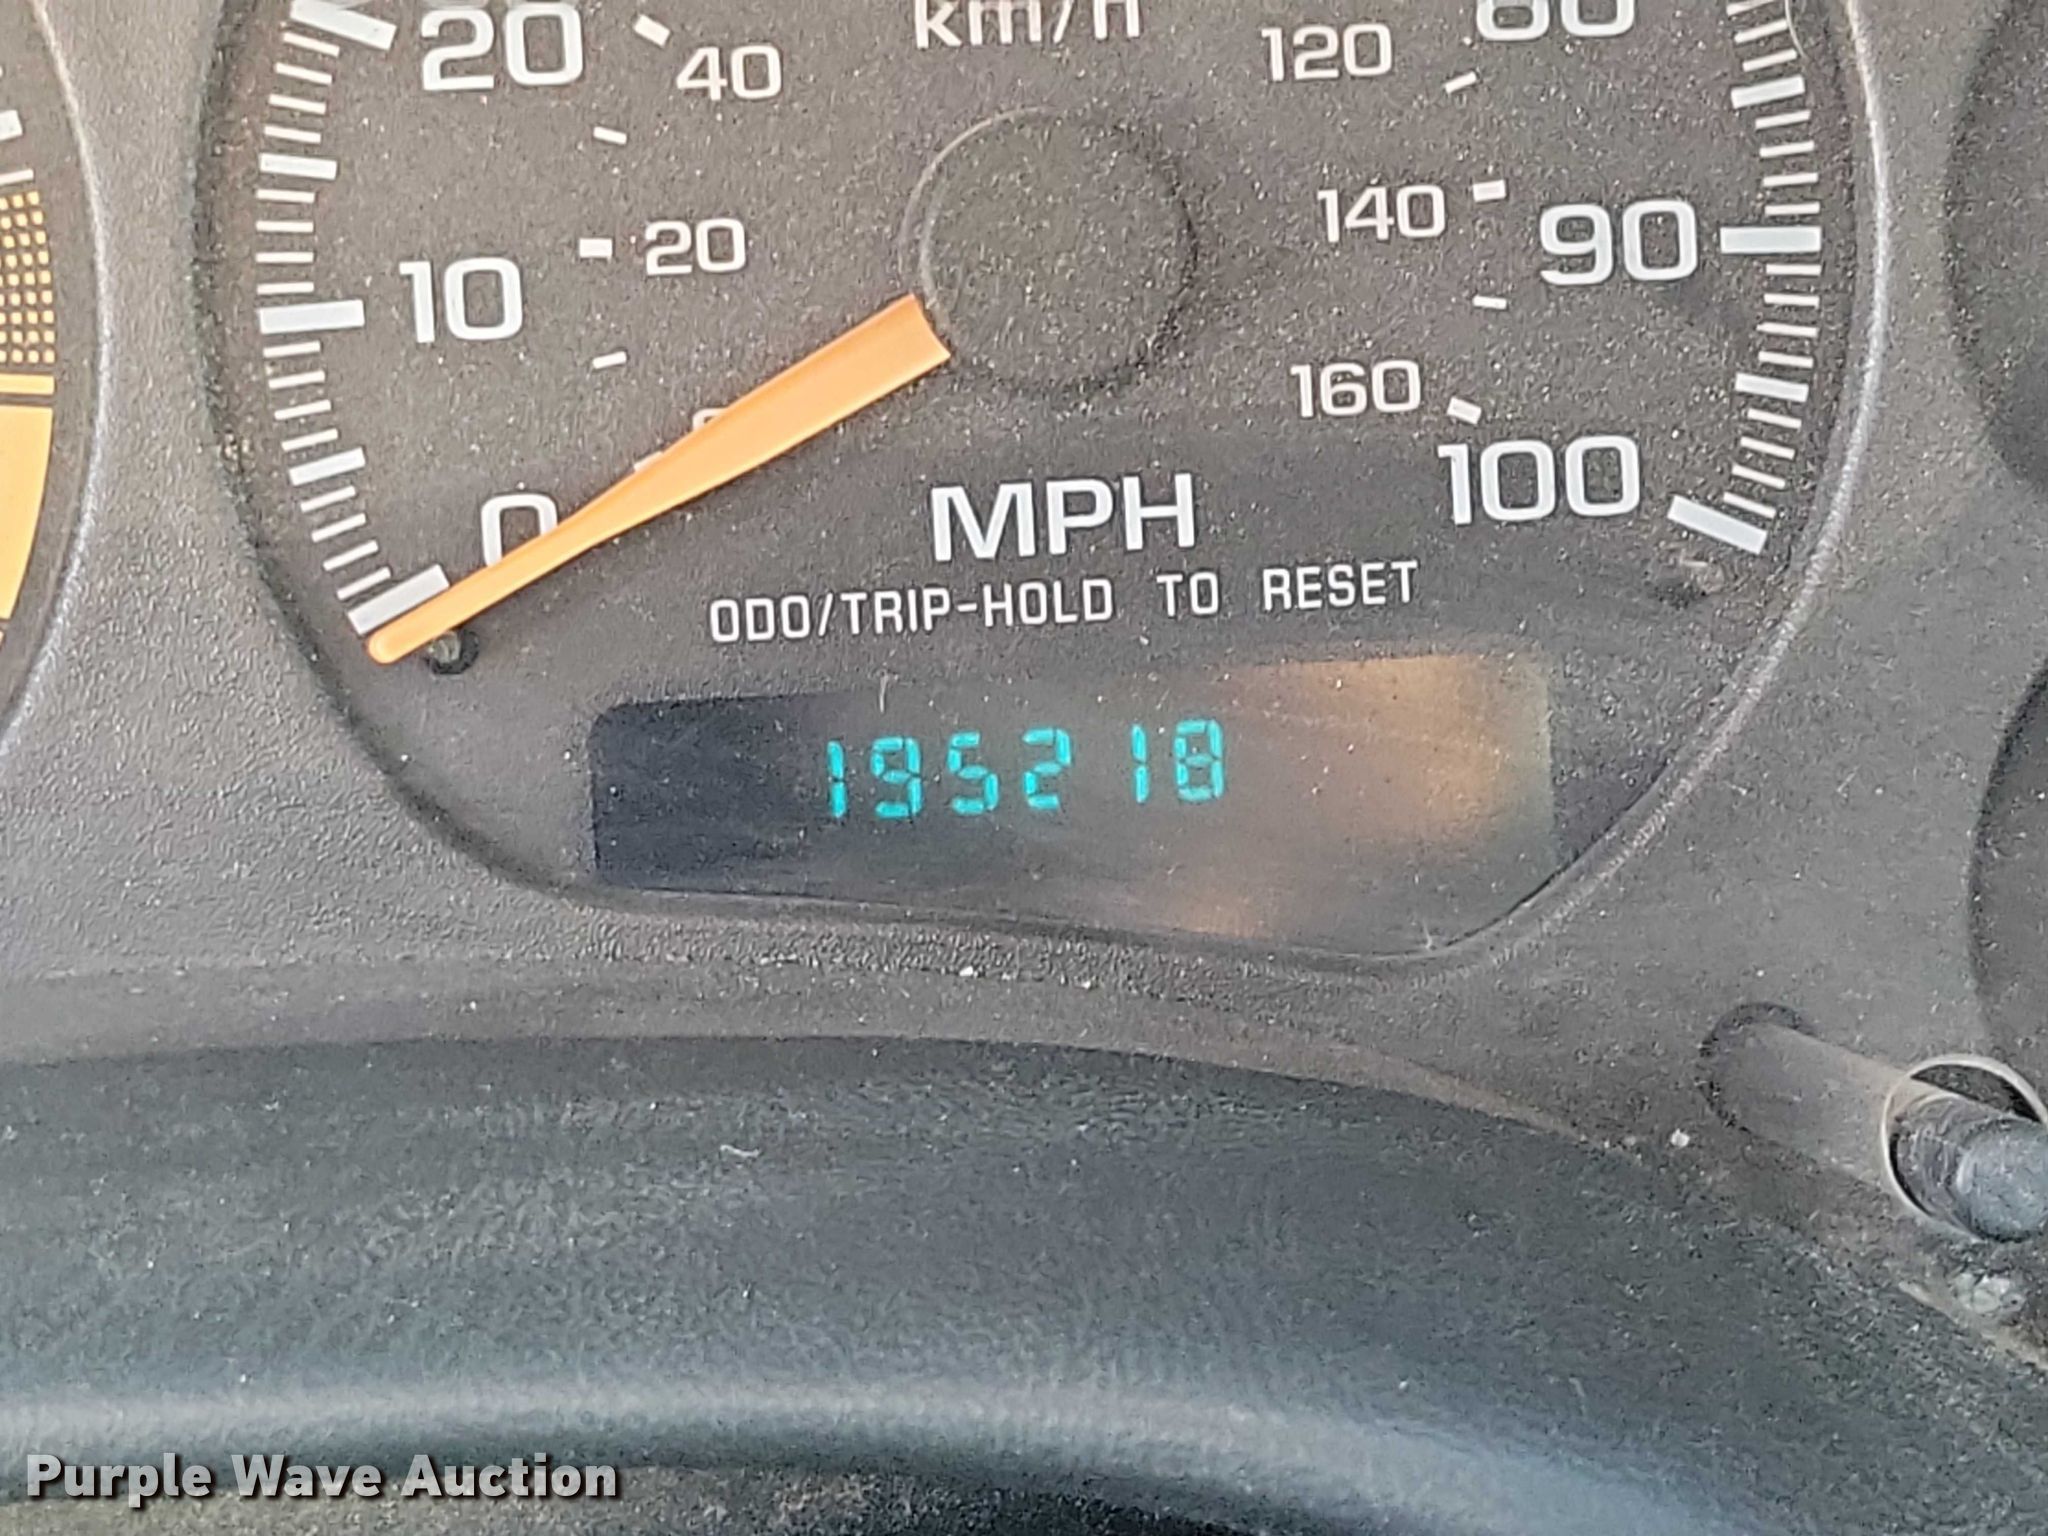 km/h
20 40 120 80
10 20 140 90
160
0 MPH 100
ODO/TRIP-HOLD TO RESET
195218
Purple Wave Auction